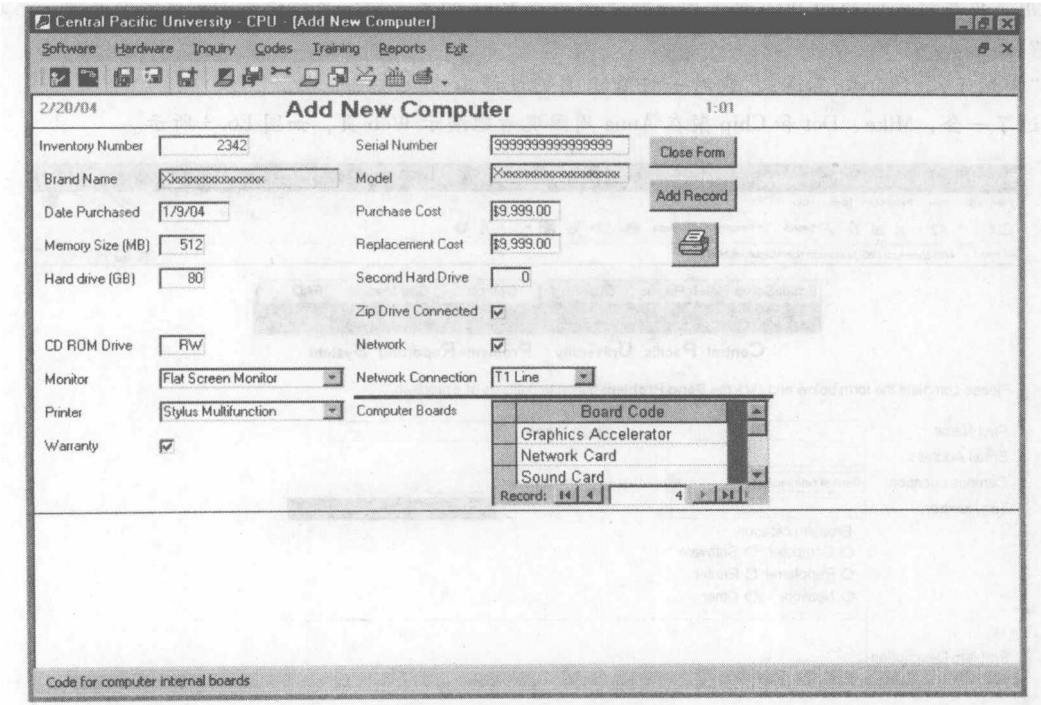 Central Pacific University - CPU - [Add New Computer]
Software Hardware Inquiry Codes Training Reports Exit
2/20/04 Add New Computer 1:01
Inventory Number 2342 Serial Number 9999999999999999 Close Form
Brand Name Model Add Record
Date Purchased 1/9/04 Purchase Cost $9,999.00
Memory Size (MB) 512 Replacement Cost $9,999.00
Hard drive (GB) 80 Second Hard Drive 0
Zip Drive Connected
CD ROM Drive RW Network
Monitor Flat Screen Monitor Network Connection T1 Line
Printer Stylus Multifunction Computer Boards Board Code
Graphics Accelerator
Warranty Network Card
Sound Card
Record: 4
Code for computer internal boards